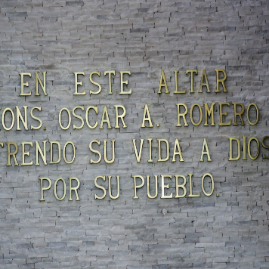 EN ESTE ALTAR
ONS. OSCAR A. ROMERO
FRENDO SU VIDA A DIOS
POR SU PUEBLO.